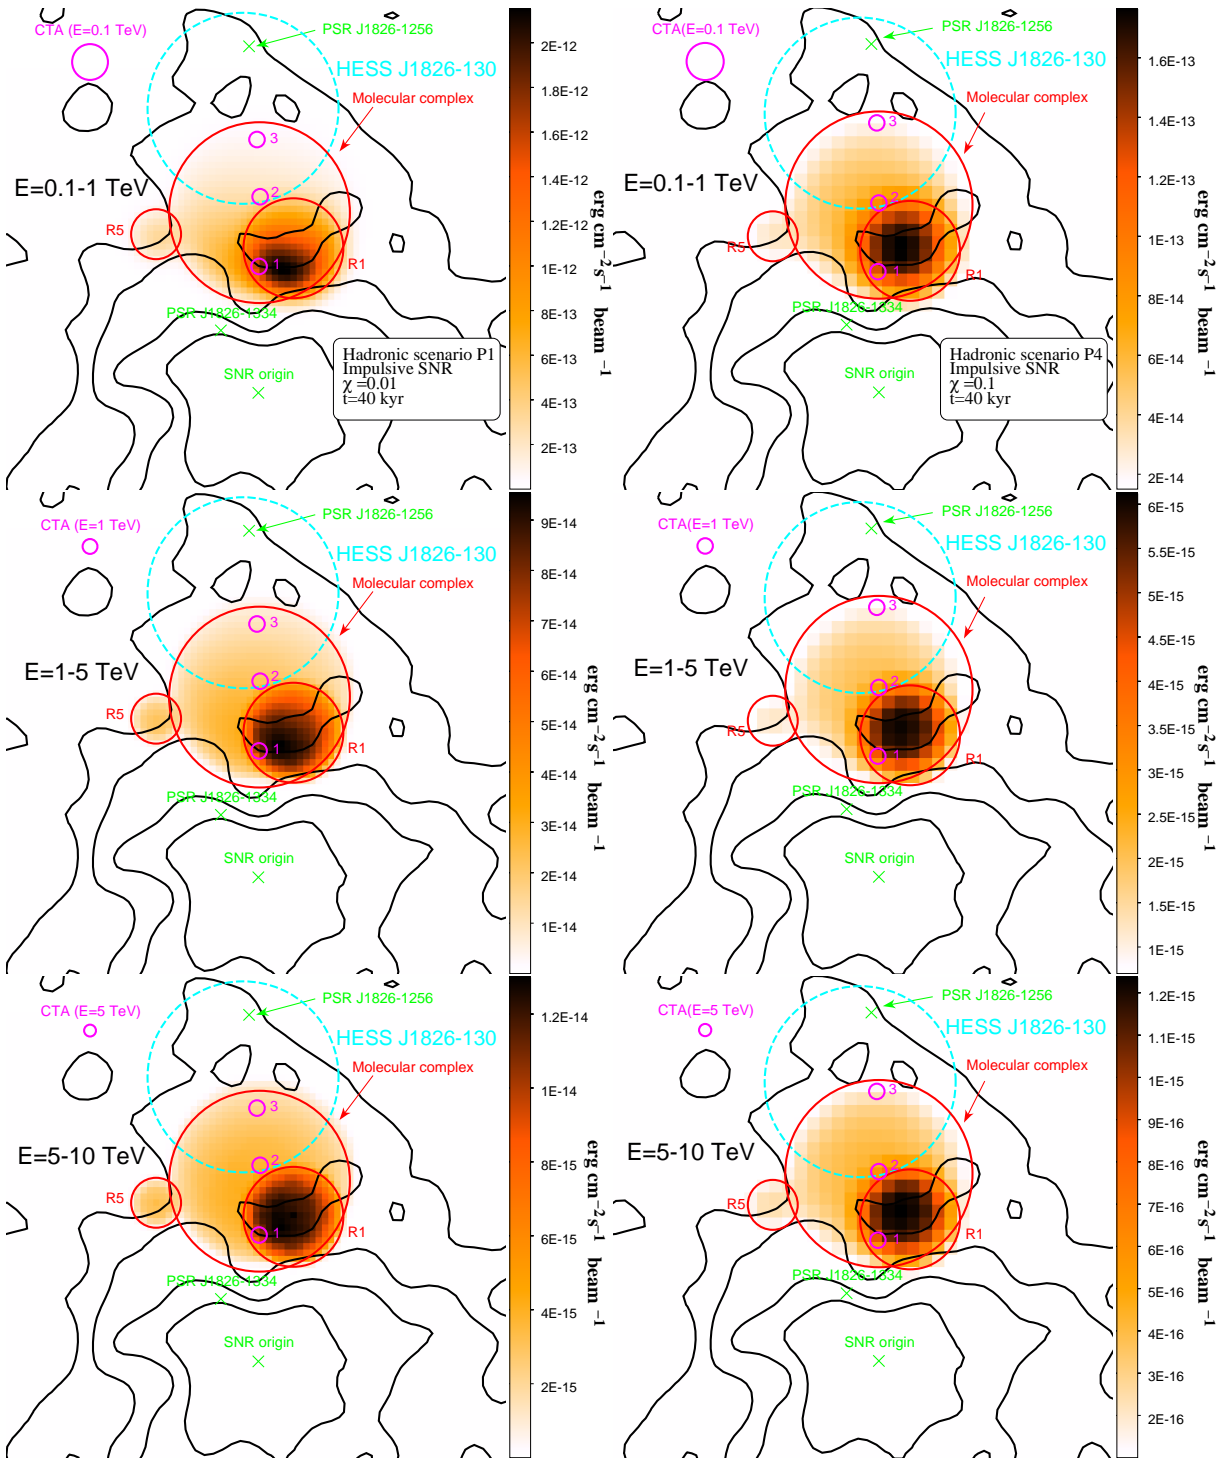 CTA (E=0.1 TeV)
PSR J1826-1256
HESS J1826-130
Molecular complex
3
E=0.1-1 TeV
2
R5
1
R1
PSR J1826-1334
SNR origin
Hadronic scenario P1
Impulsive SNR
χ =0.01
t=40 kyr
2E-12
1.8E-12
1.6E-12
1.4E-12
1.2E-12
1E-12
8E-13
6E-13
4E-13
2E-13
erg cm−2s−1 beam −1
CTA(E=0.1 TeV)
PSR J1826-1256
HESS J1826-130
Molecular complex
3
E=0.1-1 TeV
2
R5
1
R1
PSR J1826-1334
SNR origin
Hadronic scenario P4
Impulsive SNR
χ =0.1
t=40 kyr
1.6E-13
1.4E-13
1.2E-13
1E-13
8E-14
6E-14
4E-14
2E-14
erg cm−2s−1 beam −1
CTA (E=1 TeV)
PSR J1826-1256
HESS J1826-130
Molecular complex
3
E=1-5 TeV
2
R5
1
R1
PSR J1826-1334
SNR origin
9E-14
8E-14
7E-14
6E-14
5E-14
4E-14
3E-14
2E-14
1E-14
erg cm−2s−1 beam −1
CTA(E=1 TeV)
PSR J1826-1256
HESS J1826-130
Molecular complex
3
E=1-5 TeV
2
R5
1
R1
PSR J1826-1334
SNR origin
6E-15
5.5E-15
5E-15
4.5E-15
4E-15
3.5E-15
3E-15
2.5E-15
2E-15
1.5E-15
1E-15
erg cm−2s−1 beam −1
CTA (E=5 TeV)
PSR J1826-1256
HESS J1826-130
Molecular complex
3
E=5-10 TeV
2
R5
1
R1
PSR J1826-1334
SNR origin
1.2E-14
1E-14
8E-15
6E-15
4E-15
2E-15
erg cm−2s−1 beam −1
CTA(E=5 TeV)
PSR J1826-1256
HESS J1826-130
Molecular complex
3
E=5-10 TeV
2
R5
1
R1
PSR J1826-1334
SNR origin
1.2E-15
1.1E-15
1E-15
9E-16
8E-16
7E-16
6E-16
5E-16
4E-16
3E-16
2E-16
erg cm−2s−1 beam −1